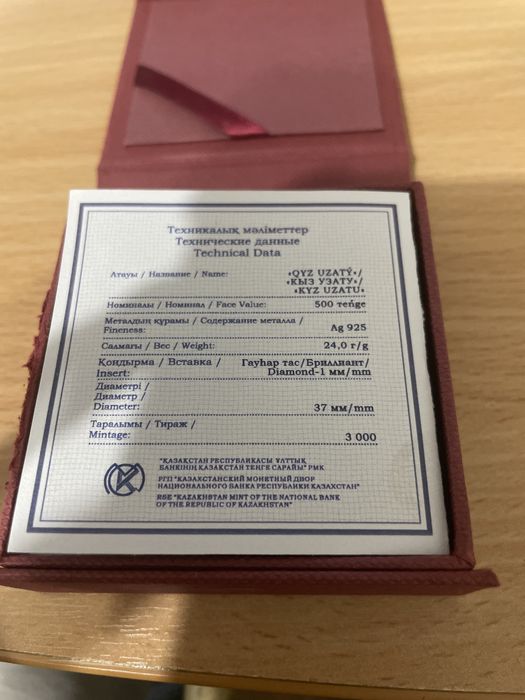 Техникалық мәліметтер
Технические данные
Technical Data
Атауы / Название / Name: «QYZ UZATÝ»/
«КЫЗ УЗАТУ»/
«KYZ UZATU»
Номиналы / Номинал / Face Value: 500 теńge
Металдың құрамы / Содержание металла /
Fineness: Ag 925
Салмағы / Вес / Weight: 24,0 г/g
Қондырма / Вставка / Гауһар тас/Бриллиант/
Insert: Diamond-1 мм/mm
Диаметрі /
Диаметр /
Diameter: 37 мм/mm
Таралымы / Тираж /
Mintage: 3 000
"ҚАЗАҚСТАН РЕСПУБЛИКАСЫ ҰЛТТЫҚ
БАНКІНІҢ ҚАЗАҚСТАН ТЕҢГЕ САРАЙЫ" РМК
РГП "КАЗАХСТАНСКИЙ МОНЕТНЫЙ ДВОР
НАЦИОНАЛЬНОГО БАНКА РЕСПУБЛИКИ КАЗАХСТАН"
RSE "KAZAKHSTAN MINT OF THE NATIONAL BANK
OF THE REPUBLIC OF KAZAKHSTAN"